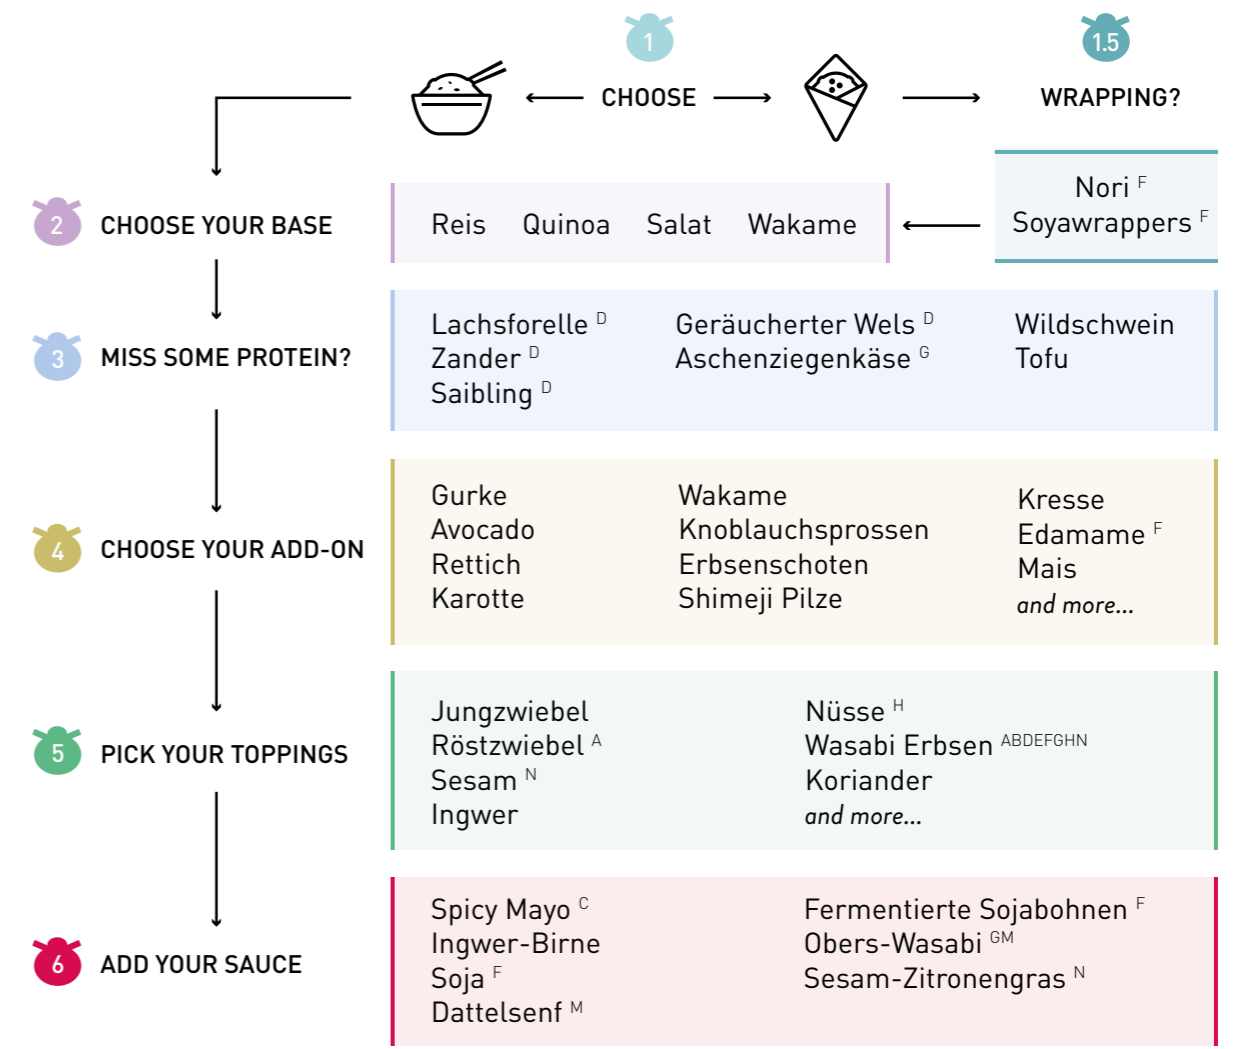 1
1.5
CHOOSE
WRAPPING?
Nori F
Soyawrappers F
2
CHOOSE YOUR BASE
Reis Quinoa Salat Wakame
3
MISS SOME PROTEIN?
Lachsforelle D
Zander D
Saibling D
Geräucherter Wels D
Aschenziegenkäse G
Wildschwein
Tofu
4
CHOOSE YOUR ADD-ON
Gurke
Avocado
Rettich
Karotte
Wakame
Knoblauchsprossen
Erbsenschoten
Shimeji Pilze
Kresse
Edamame F
Mais
and more...
5
PICK YOUR TOPPINGS
Jungzwiebel
Röstzwiebel A
Sesam N
Ingwer
Nüsse H
Wasabi Erbsen ABDEFGHN
Koriander
and more...
6
ADD YOUR SAUCE
Spicy Mayo C
Ingwer-Birne
Soja F
Dattelsenf M
Fermentierte Sojabohnen F
Obers-Wasabi GM
Sesam-Zitronengras N